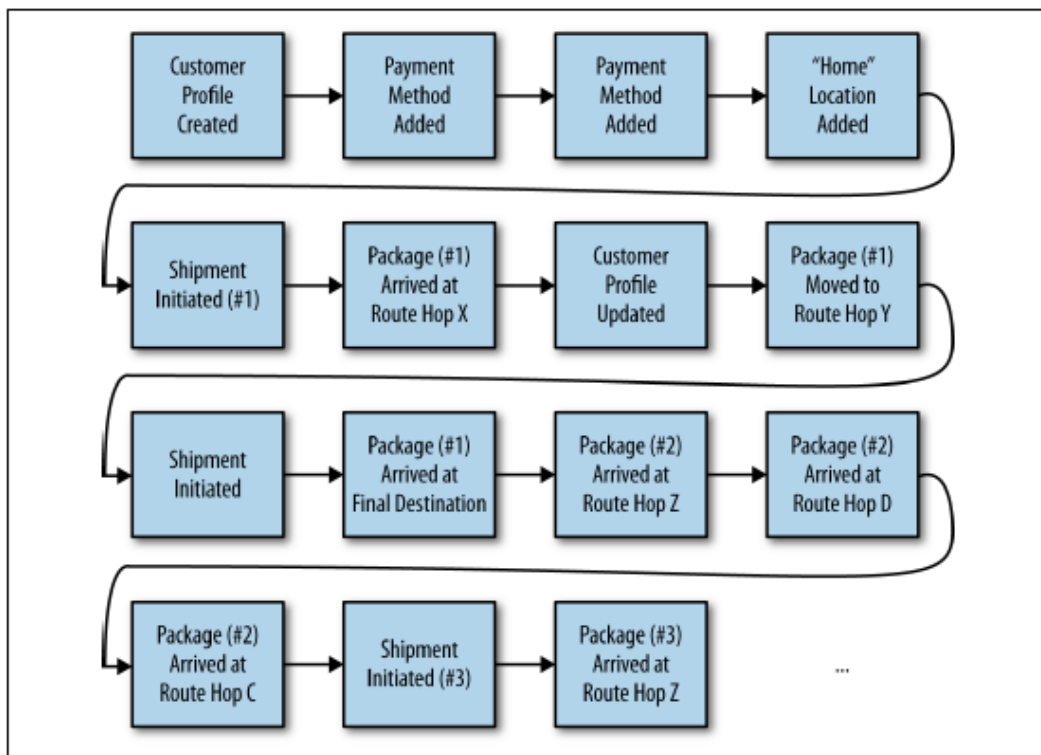 Customer
Profile
Created
Payment
Method
Added
Payment
Method
Added
“Home”
Location
Added
Shipment
Initiated (#1)
Package (#1)
Arrived at
Route Hop X
Customer
Profile
Updated
Package (#1)
Moved to
Route Hop Y
Shipment
Initiated
Package (#1)
Arrived at
Final Destination
Package (#2)
Arrived at
Route Hop Z
Package (#2)
Arrived at
Route Hop D
Package (#2)
Arrived at
Route Hop C
Shipment
Initiated (#3)
Package (#3)
Arrived at
Route Hop Z
...